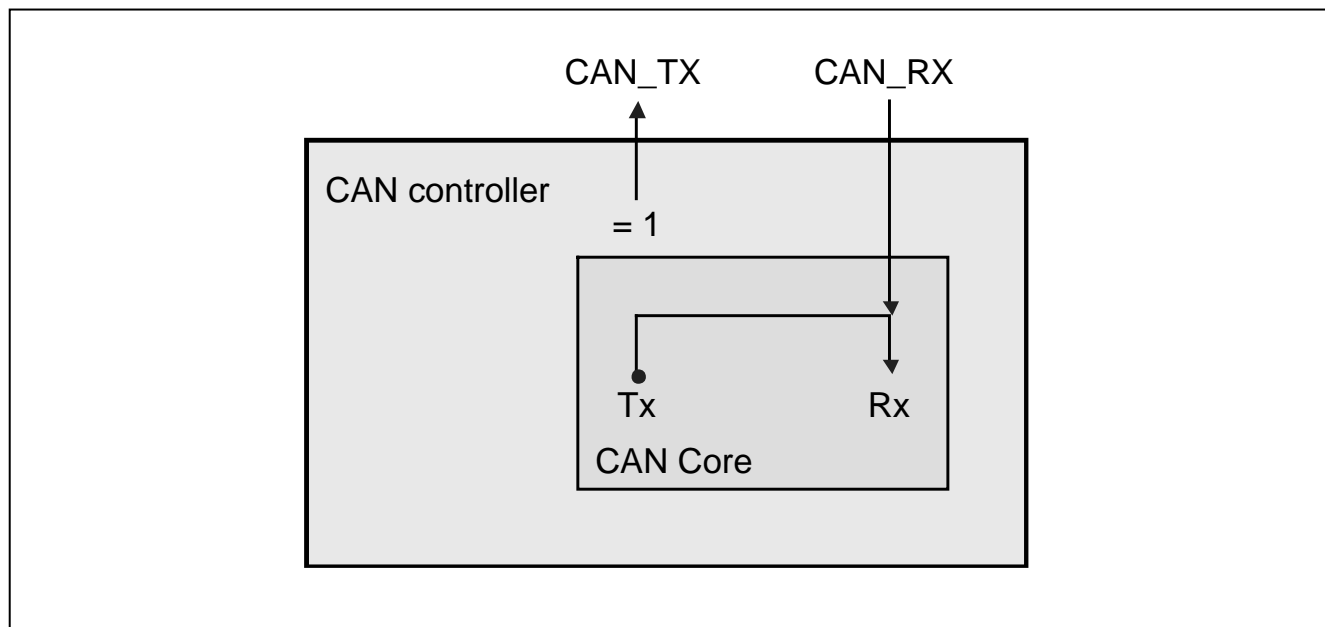 CAN_TX CAN_RX
CAN controller
= 1
Tx Rx
CAN Core